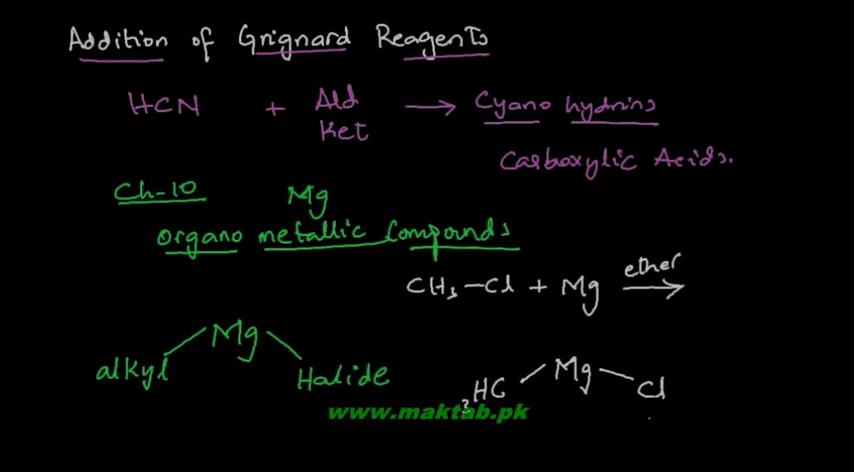 Addition of Grignard Reagents
HCN + Ald Ket → Cyano hydrins
Carboxylic Acids.
Ch-10 Mg
organo metallic Compounds
CH₃-Cl + Mg ether →
alkyl Mg Halide
₃HC Mg Cl
www.maktab.pk